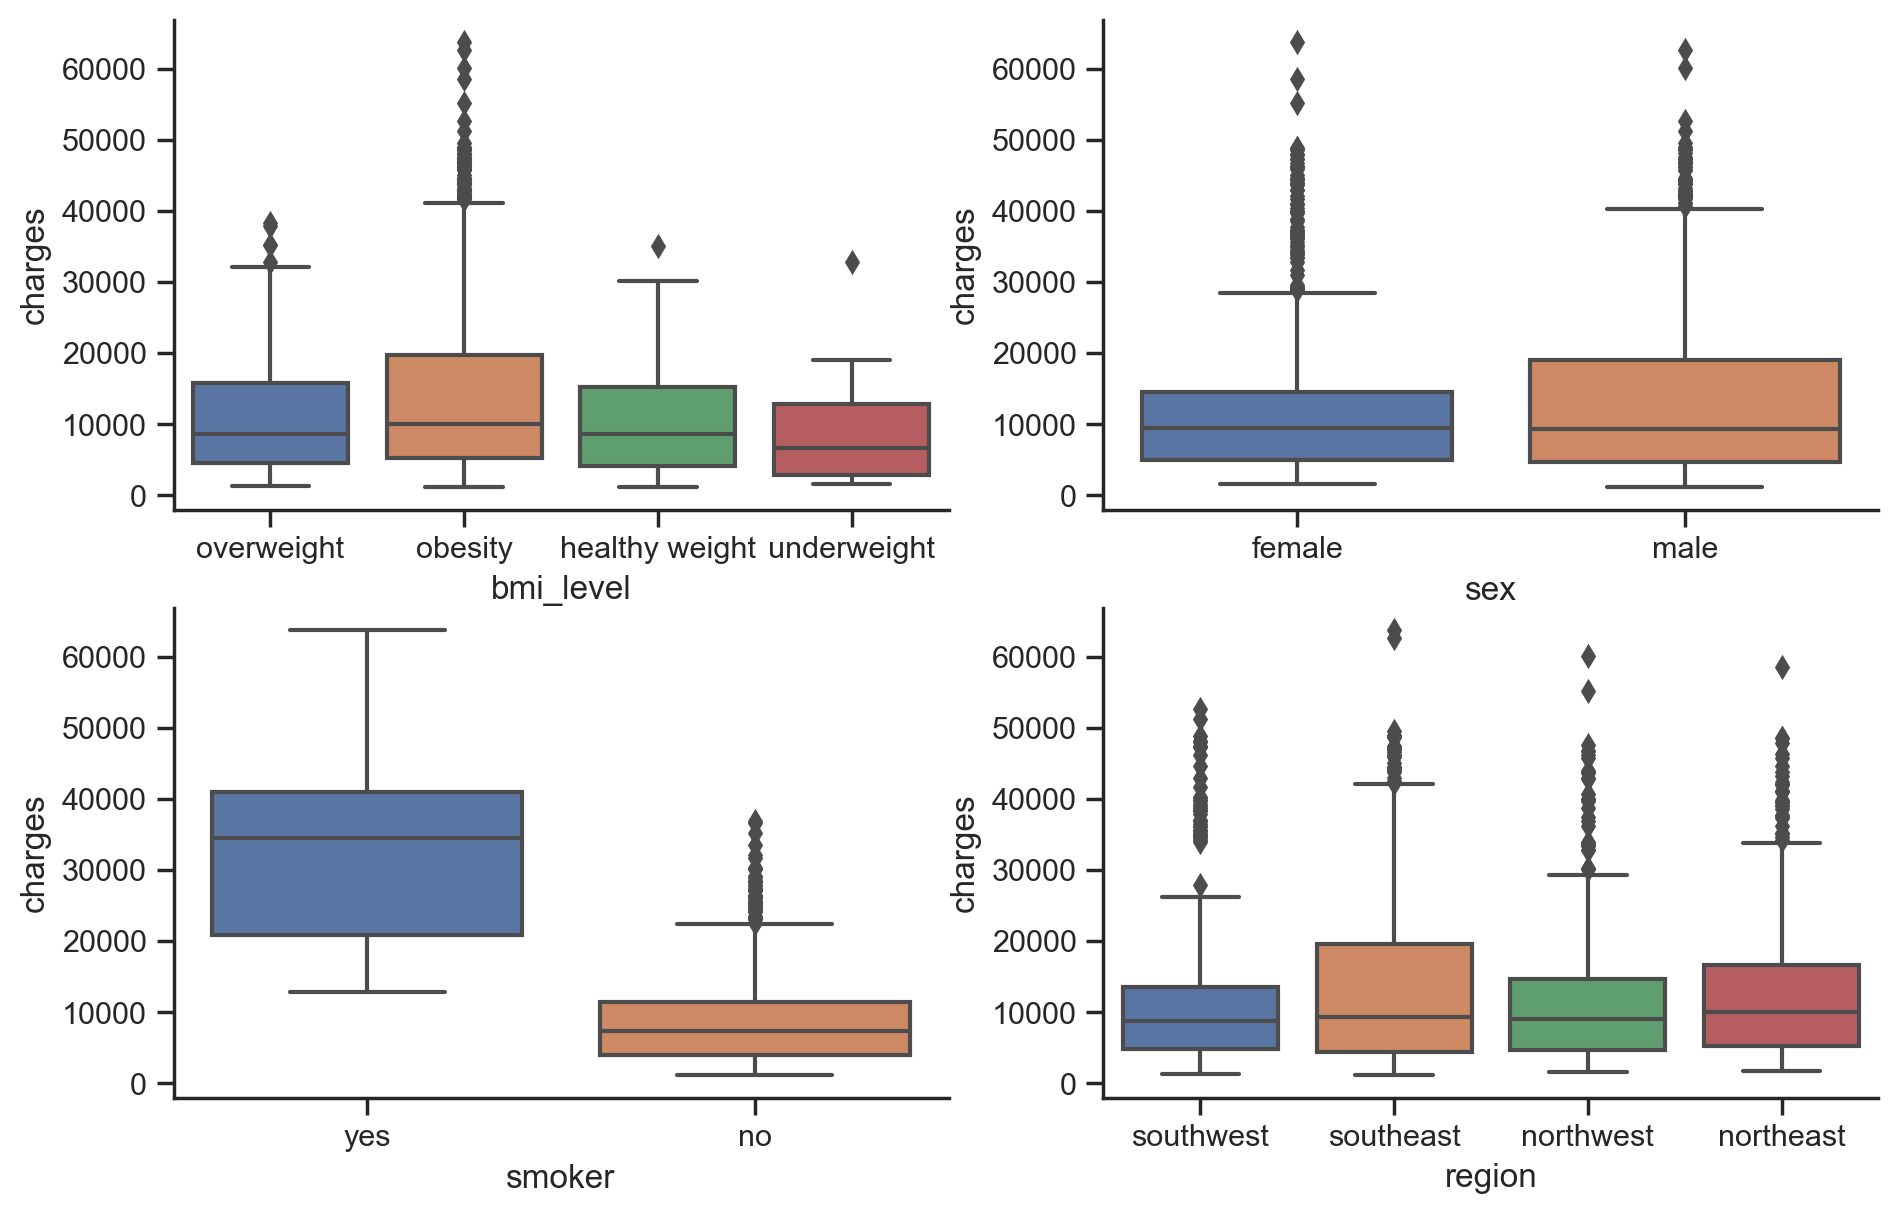 charges
60000
50000
40000
30000
20000
10000
0
overweight obesity healthy weight underweight
bmi_level
charges
60000
50000
40000
30000
20000
10000
0
female male
sex
charges
60000
50000
40000
30000
20000
10000
0
yes no
smoker
charges
60000
50000
40000
30000
20000
10000
0
southwest southeast northwest northeast
region